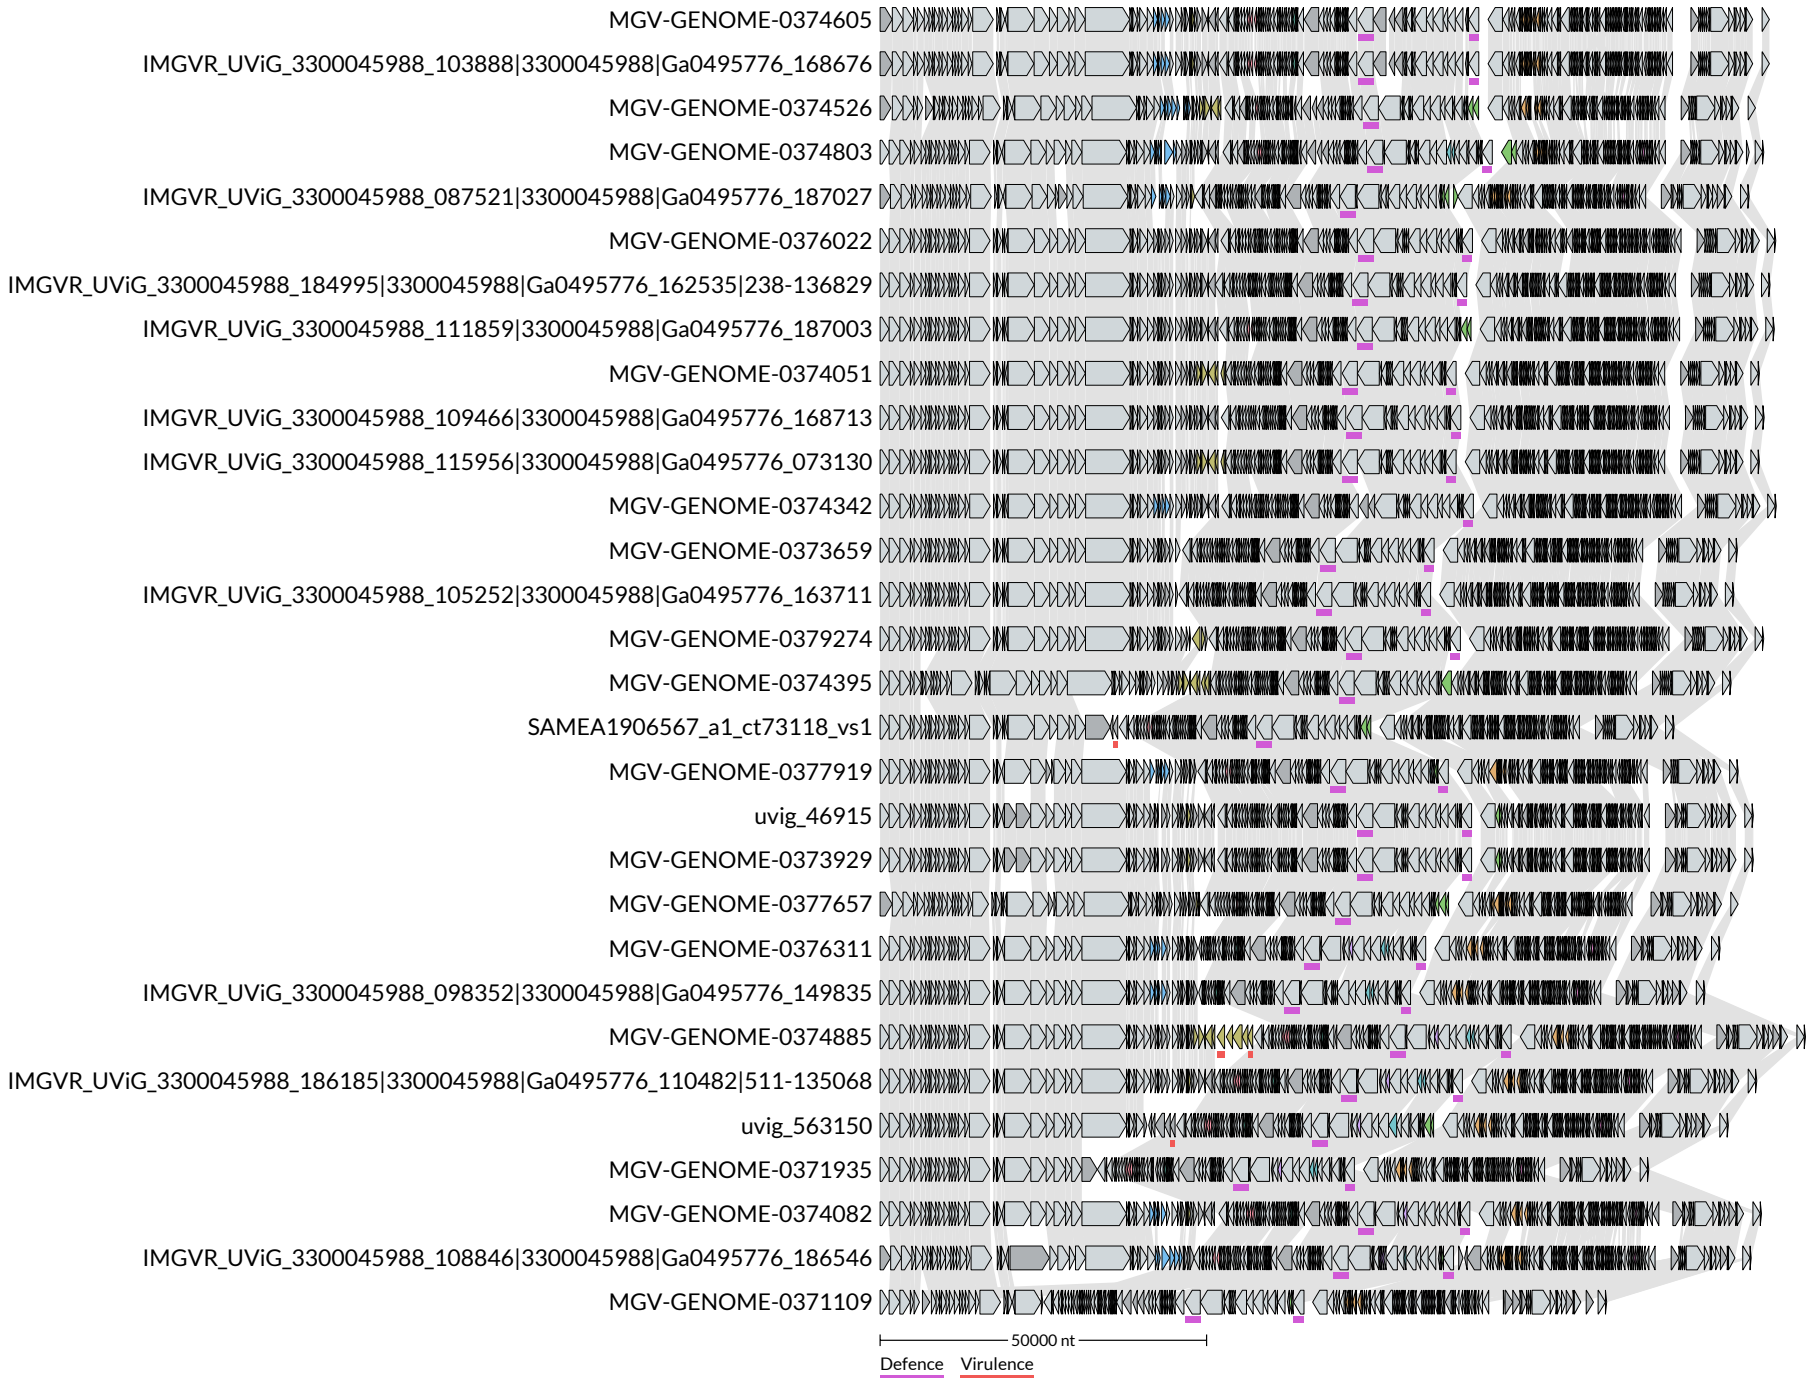 MGV-GENOME-0374605
IMGVR_UViG_3300045988_103888|3300045988|Ga0495776_168676
MGV-GENOME-0374526
MGV-GENOME-0374803
IMGVR_UViG_3300045988_087521|3300045988|Ga0495776_187027
MGV-GENOME-0376022
IMGVR_UViG_3300045988_184995|3300045988|Ga0495776_162535|238-136829
IMGVR_UViG_3300045988_111859|3300045988|Ga0495776_187003
MGV-GENOME-0374051
IMGVR_UViG_3300045988_109466|3300045988|Ga0495776_168713
IMGVR_UViG_3300045988_115956|3300045988|Ga0495776_073130
MGV-GENOME-0374342
MGV-GENOME-0373659
IMGVR_UViG_3300045988_105252|3300045988|Ga0495776_163711
MGV-GENOME-0379274
MGV-GENOME-0374395
SAMEA1906567_a1_ct73118_vs1
MGV-GENOME-0377919
uvig_46915
MGV-GENOME-0373929
MGV-GENOME-0377657
MGV-GENOME-0376311
IMGVR_UViG_3300045988_098352|3300045988|Ga0495776_149835
MGV-GENOME-0374885
IMGVR_UViG_3300045988_186185|3300045988|Ga0495776_110482|511-135068
uvig_563150
MGV-GENOME-0371935
MGV-GENOME-0374082
IMGVR_UViG_3300045988_108846|3300045988|Ga0495776_186546
MGV-GENOME-0371109
50000 nt
Defence Virulence